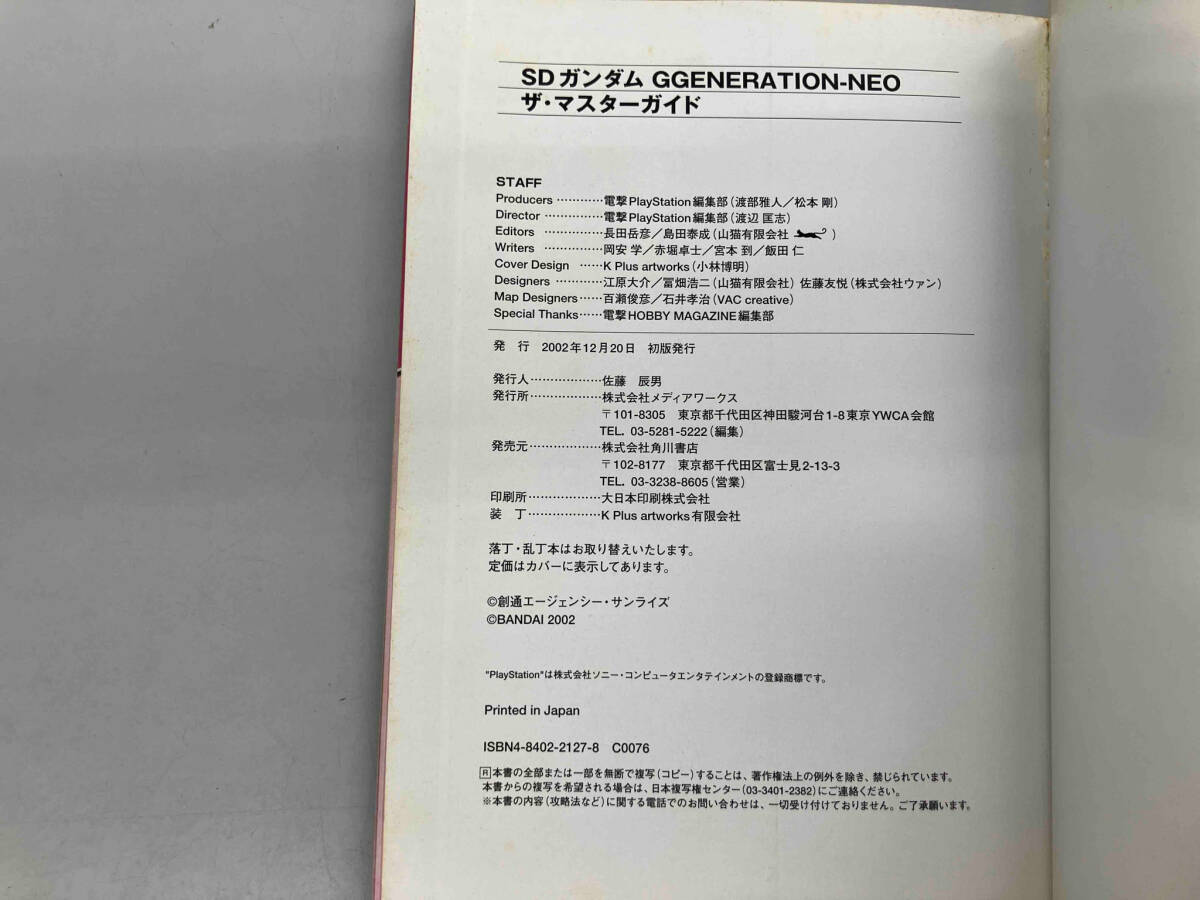 SDガンダム GGENERATION-NEO
ザ・マスターガイド
STAFF
Producers …………電撃PlayStation編集部(渡部雅人／松本 剛)
Director ……………電撃PlayStation編集部(渡辺 匡志)
Editors ……………長田岳彦／島田泰成(山猫有限会社 )
Writers ……………岡安 学／赤堀卓士／宮本 到／飯田 仁
Cover Design ……K Plus artworks(小林博明)
Designers …………江原大介／冨畑浩二(山猫有限会社) 佐藤友悦(株式会社ウァン)
Map Designers……百瀬俊彦／石井孝治(VAC creative)
Special Thanks……電撃HOBBY MAGAZINE編集部
発 行 2002年12月20日 初版発行
発行人………………佐藤 辰男
発行所………………株式会社メディアワークス
〒101-8305 東京都千代田区神田駿河台1-8東京YWCA会館
TEL. 03-5281-5222(編集)
発売元………………株式会社角川書店
〒102-8177 東京都千代田区富士見2-13-3
TEL. 03-3238-8605(営業)
印刷所………………大日本印刷株式会社
装 丁………………K Plus artworks有限会社
落丁・乱丁本はお取り替えいたします。
定価はカバーに表示してあります。
©創通エージェンシー・サンライズ
©BANDAI 2002
"PlayStation"は株式会社ソニー・コンピュータエンタテインメントの登録商標です。
Printed in Japan
ISBN4-8402-2127-8 C0076
R本書の全部または一部を無断で複写(コピー)することは、著作権法上の例外を除き、禁じられています。
本書からの複写を希望される場合は、日本複写権センター(03-3401-2382)にご連絡ください。
※本書の内容(攻略法など)に関する電話でのお問い合わせは、一切受け付けておりません。ご了承願います。